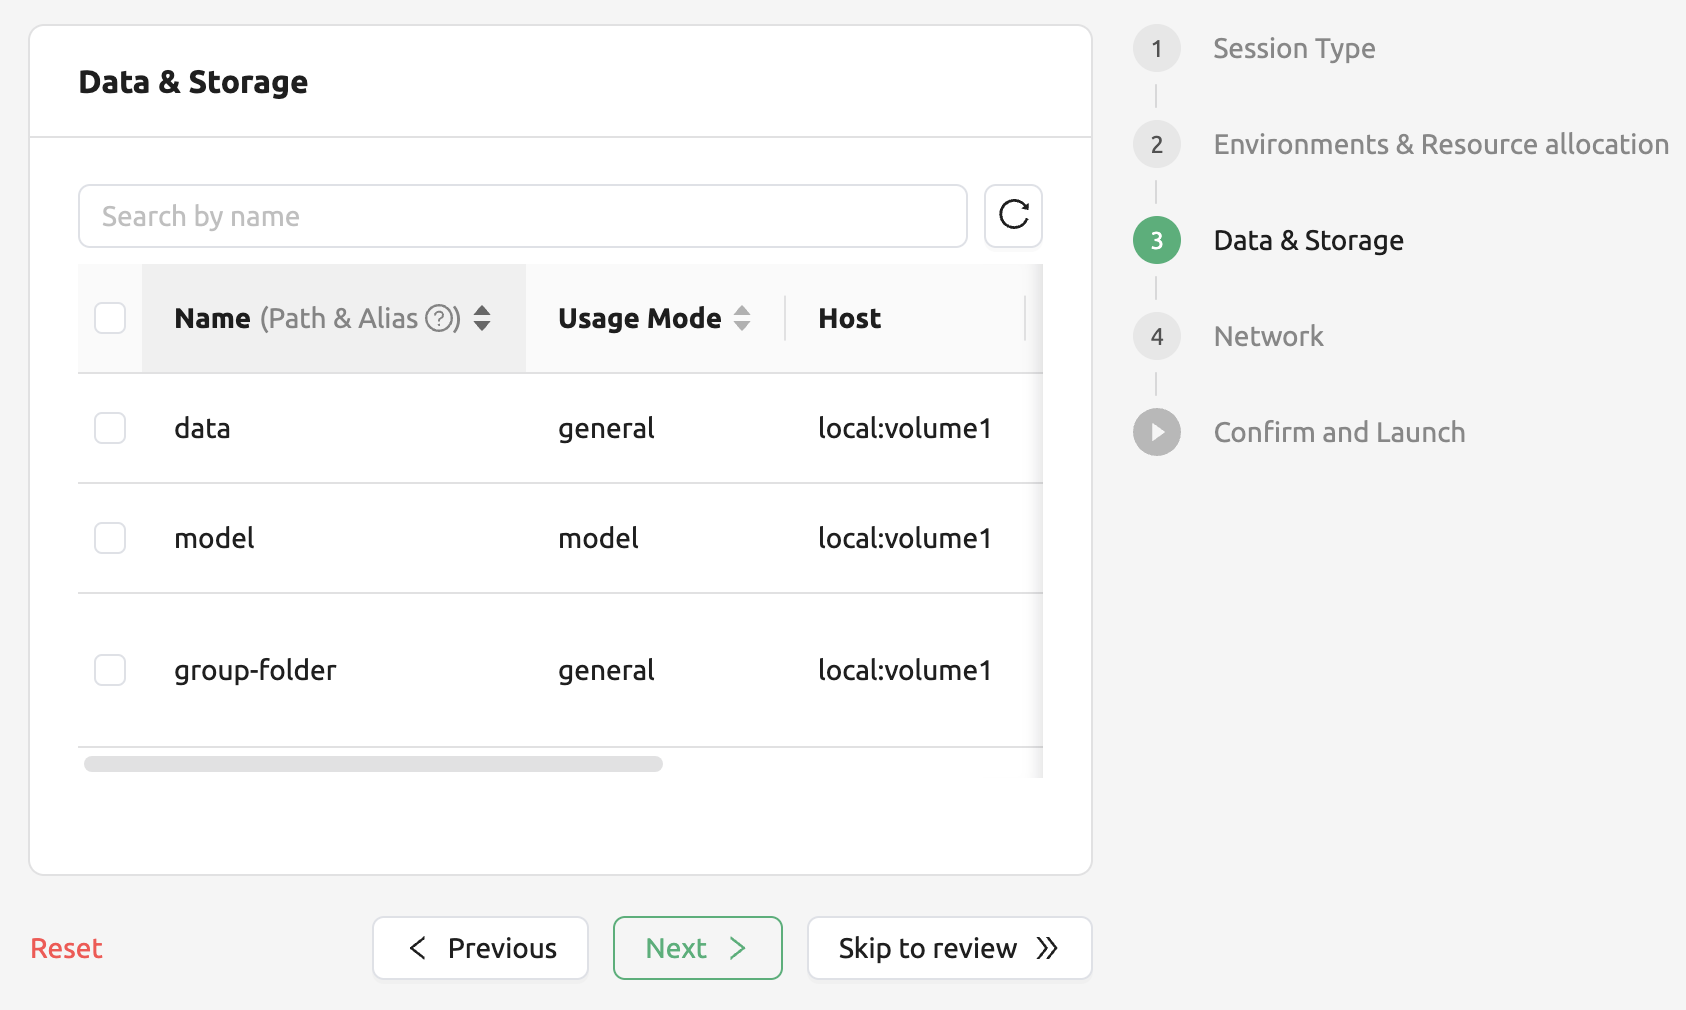 Data & Storage
Search by name
Name (Path & Alias ?) Usage Mode Host
data general local:volume1
model model local:volume1
group-folder general local:volume1
Reset Previous Next Skip to review
1 Session Type
2 Environments & Resource allocation
3 Data & Storage
4 Network
Confirm and Launch